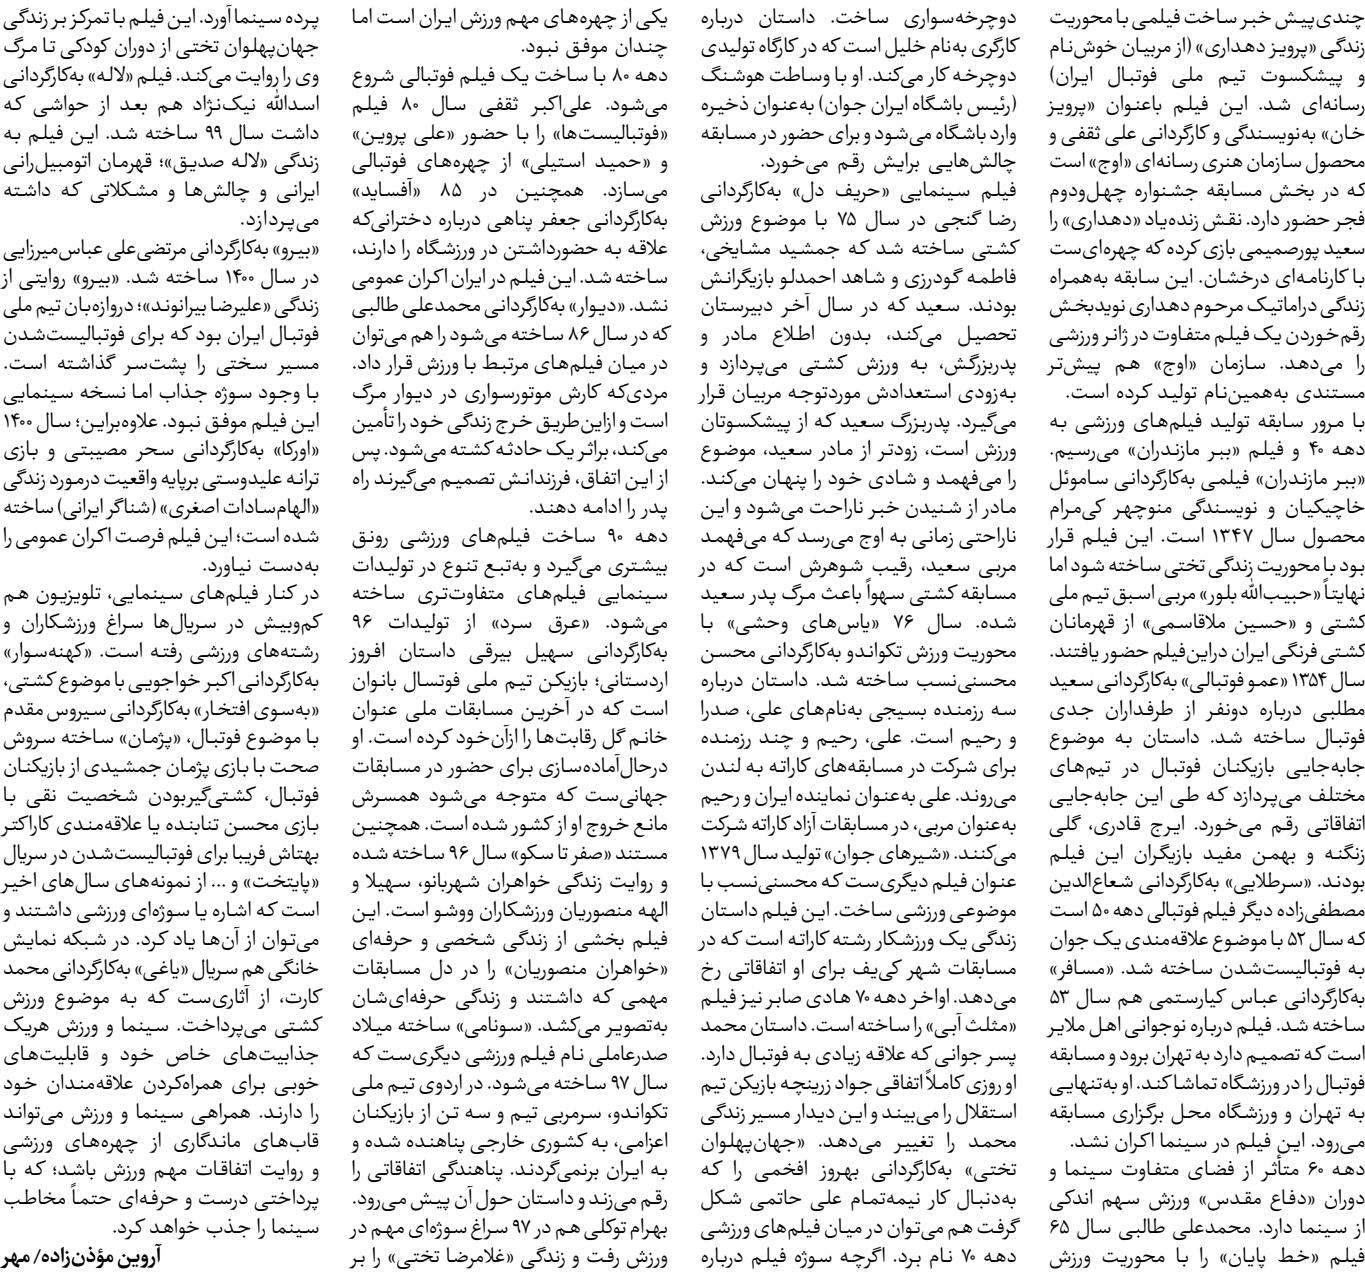 چندی‌پیش خبر ساخت فیلمی با محوریت
زندگی «پرویز دهداری» (از مربیان خوش‌نام
و پیشکسوت تیم ملی فوتبال ایران)
رسانه‌ای شد. این فیلم باعنوان «پرویز
خان» به‌نویسندگی و کارگردانی علی ثقفی و
محصول سازمان هنری رسانه‌ای «اوج» است
که در بخش مسابقه جشنواره چهل‌ودوم
فجر حضور دارد. نقش زنده‌یاد «دهداری» را
سعید پورصمیمی بازی کرده که چهره‌ای‌ست
با کارنامه‌ای درخشان. این سابقه به‌همراه
زندگی دراماتیک مرحوم دهداری نویدبخش
رقم‌خوردن یک فیلم متفاوت در ژانر ورزشی
را می‌دهد. سازمان «اوج» هم پیش‌تر
مستندی به‌همین‌نام تولید کرده است.
با مرور سابقه تولید فیلم‌های ورزشی به
دهه ۴۰ و فیلم «ببر مازندران» می‌رسیم.
«ببر مازندران» فیلمی به‌کارگردانی ساموئل
خاچیکیان و نویسندگی منوچهر کی‌مرام
محصول سال ۱۳۴۷ است. این فیلم قرار
بود با محوریت زندگی تختی ساخته شود اما
نهایتاً «حبیب‌الله بلور» مربی اسبق تیم ملی
کشتی و «حسین ملاقاسمی» از قهرمانان
کشتی فرنگی ایران دراین‌فیلم حضور یافتند.
سال ۱۳۵۴ «عمو فوتبالی» به‌کارگردانی سعید
مطلبی درباره دونفر از طرفداران جدی
فوتبال ساخته شد. داستان به موضوع
جابه‌جایی بازیکنان فوتبال در تیم‌های
مختلف می‌پردازد که طی این جابه‌جایی
اتفاقاتی رقم می‌خورد. ایرج قادری، گلی
زنگنه و بهمن مفید بازیگران این فیلم
بودند. «سرطلایی» به‌کارگردانی شعاع‌الدین
مصطفی‌زاده دیگر فیلم فوتبالی دهه ۵۰ است
که سال ۵۲ با موضوع علاقه‌مندی یک جوان
به فوتبالیست‌شدن ساخته شد. «مسافر»
به‌کارگردانی عباس کیارستمی هم سال ۵۳
ساخته شد. فیلم درباره نوجوانی اهل ملایر
است که تصمیم دارد به تهران برود و مسابقه
فوتبال را در ورزشگاه تماشا کند. او به‌تنهایی
به تهران و ورزشگاه محل برگزاری مسابقه
می‌رود. این فیلم در سینما اکران نشد.
دهه ۶۰ متأثر از فضای متفاوت سینما و
دوران «دفاع مقدس» ورزش سهم اندکی
از سینما دارد. محمدعلی طالبی سال ۶۵
فیلم «خط پایان» را با محوریت ورزش
دوچرخه‌سواری ساخت. داستان درباره
کارگری به‌نام خلیل است که در کارگاه تولیدی
دوچرخه کار می‌کند. او با وساطت هوشنگ
(رئیس باشگاه ایران جوان) به‌عنوان ذخیره
وارد باشگاه می‌شود و برای حضور در مسابقه
چالش‌هایی برایش رقم می‌خورد.
فیلم سینمایی «حریف دل» به‌کارگردانی
رضا گنجی در سال ۷۵ با موضوع ورزش
کشتی ساخته شد که جمشید مشایخی،
فاطمه گودرزی و شاهد احمدلو بازیگرانش
بودند. سعید که در سال آخر دبیرستان
تحصیل می‌کند، بدون اطلاع مادر و
پدربزرگش، به ورزش کشتی می‌پردازد و
به‌زودی استعدادش موردتوجه مربیان قرار
می‌گیرد. پدربزرگ سعید که از پیشکسوتان
ورزش است، زودتر از مادر سعید، موضوع
را می‌فهمد و شادی خود را پنهان می‌کند.
مادر از شنیدن خبر ناراحت می‌شود و این
ناراحتی زمانی به اوج می‌رسد که می‌فهمد
مربی سعید، رقیب شوهرش است که در
مسابقه کشتی سهواً باعث مرگ پدر سعید
شده. سال ۷۶ «یاس‌های وحشی» با
محوریت ورزش تکواندو به‌کارگردانی محسن
محسنی‌نسب ساخته شد. داستان درباره
سه رزمنده بسیجی به‌نام‌های علی، صدرا
و رحیم است. علی، رحیم و چند رزمنده
برای شرکت در مسابقه‌های کاراته به لندن
می‌روند. علی به‌عنوان نماینده ایران و رحیم
به‌عنوان مربی، در مسابقات آزاد کاراته شرکت
می‌کنند. «شیرهای جوان» تولید سال ۱۳۷۹
عنوان فیلم دیگری‌ست که محسنی‌نسب با
موضوعی ورزشی ساخت. این فیلم داستان
زندگی یک ورزشکار رشته کاراته است که در
مسابقات شهر کی‌یف برای او اتفاقاتی رخ
می‌دهد. اواخر دهه ۷۰ هادی صابر نیز فیلم
«مثلث آبی» را ساخته است. داستان محمد
پسر جوانی که علاقه زیادی به فوتبال دارد.
او روزی کاملاً اتفاقی جواد زرینچه بازیکن تیم
استقلال را می‌بیند و این دیدار مسیر زندگی
محمد را تغییر می‌دهد. «جهان‌پهلوان
تختی» به‌کارگردانی بهروز افخمی را که
به‌دنبال کار نیمه‌تمام علی حاتمی شکل
گرفت هم می‌توان در میان فیلم‌های ورزشی
دهه ۷۰ نام برد. اگرچه سوژه فیلم درباره
یکی از چهره‌های مهم ورزش ایران است اما
چندان موفق نبود.
دهه ۸۰ با ساخت یک فیلم فوتبالی شروع
می‌شود. علی‌اکبر ثقفی سال ۸۰ فیلم
«فوتبالیست‌ها» را با حضور «علی پروین»
و «حمید استیلی» از چهره‌های فوتبالی
می‌سازد. همچنین در ۸۵ «آفساید»
به‌کارگردانی جعفر پناهی درباره دخترانی‌که
علاقه به حضورداشتن در ورزشگاه را دارند،
ساخته شد. این فیلم در ایران اکران عمومی
نشد. «دیوار» به‌کارگردانی محمدعلی طالبی
که در سال ۸۶ ساخته می‌شود را هم می‌توان
در میان فیلم‌های مرتبط با ورزش قرار داد.
مردی‌که کارش موتورسواری در دیوار مرگ
است و ازاین‌طریق خرج زندگی خود را تأمین
می‌کند، براثر یک حادثه کشته می‌شود. پس
از این اتفاق، فرزندانش تصمیم می‌گیرند راه
پدر را ادامه دهند.
دهه ۹۰ ساخت فیلم‌های ورزشی رونق
بیشتری می‌گیرد و به‌تبع تنوع در تولیدات
سینمایی فیلم‌های متفاوت‌تری ساخته
می‌شود. «عرق سرد» از تولیدات ۹۶
به‌کارگردانی سهیل بیرقی داستان افروز
اردستانی؛ بازیکن تیم ملی فوتسال بانوان
است که در آخرین مسابقات ملی عنوان
خانم گل رقابت‌ها را ازآن‌خود کرده است. او
درحال‌آماده‌سازی برای حضور در مسابقات
جهانی‌ست که متوجه می‌شود همسرش
مانع خروج او از کشور شده است. همچنین
مستند «صفر تا سکو» سال ۹۶ ساخته شده
و روایت زندگی خواهران شهربانو، سهیلا و
الهه منصوریان ورزشکاران ووشو است. این
فیلم بخشی از زندگی شخصی و حرفه‌ای
«خواهران منصوریان» را در دل مسابقات
مهمی که داشتند و زندگی حرفه‌ای‌شان
به‌تصویر می‌کشد. «سونامی» ساخته میلاد
صدرعاملی نام فیلم ورزشی دیگری‌ست که
سال ۹۷ ساخته می‌شود. در اردوی تیم ملی
تکواندو، سرمربی تیم و سه تن از بازیکنان
اعزامی، به کشوری خارجی پناهنده شده و
به ایران برنمی‌گردند. پناهندگی اتفاقاتی را
رقم می‌زند و داستان حول آن پیش می‌رود.
بهرام توکلی هم در ۹۷ سراغ سوژه‌ای مهم در
ورزش رفت و زندگی «غلامرضا تختی» را بر
پرده سینما آورد. این فیلم با تمرکز بر زندگی
جهان‌پهلوان تختی از دوران کودکی تا مرگ
وی را روایت می‌کند. فیلم «لاله» به‌کارگردانی
اسدالله نیک‌نژاد هم بعد از حواشی که
داشت سال ۹۹ ساخته شد. این فیلم به
زندگی «لاله صدیق»؛ قهرمان اتومبیل‌رانی
ایرانی و چالش‌ها و مشکلاتی که داشته
می‌پردازد.
«بیرو» به‌کارگردانی مرتضی‌علی عباس‌میرزایی
در سال ۱۴۰۰ ساخته شد. «بیرو» روایتی از
زندگی «علیرضا بیرانوند»؛ دروازه‌بان تیم ملی
فوتبال ایران بود که برای فوتبالیست‌شدن
مسیر سختی را پشت‌سر گذاشته است.
با وجود سوژه جذاب اما نسخه سینمایی
این فیلم موفق نبود. علاوه‌براین؛ سال ۱۴۰۰
«اورکا» به‌کارگردانی سحر مصیبتی و بازی
ترانه علیدوستی برپایه واقعیت درمورد زندگی
«الهام‌سادات اصغری» (شناگر ایرانی) ساخته
شده است؛ این فیلم فرصت اکران عمومی را
به‌دست نیاورد.
در کنار فیلم‌های سینمایی، تلویزیون هم
کم‌وبیش در سریال‌ها سراغ ورزشکاران و
رشته‌های ورزشی رفته است. «کهنه‌سوار»
به‌کارگردانی اکبر خواجویی با موضوع کشتی،
«به‌سوی افتخار» به‌کارگردانی سیروس مقدم
با موضوع فوتبال، «پژمان» ساخته سروش
صحت با بازی پژمان جمشیدی از بازیکنان
فوتبال، کشتی‌گیربودن شخصیت نقی با
بازی محسن تنابنده یا علاقه‌مندی کاراکتر
بهتاش فریبا برای فوتبالیست‌شدن در سریال
«پایتخت» و ... از نمونه‌های سال‌های اخیر
است که اشاره یا سوژه‌ای ورزشی داشتند و
می‌توان از آن‌ها یاد کرد. در شبکه نمایش
خانگی هم سریال «یاغی» به‌کارگردانی محمد
کارت، از آثاری‌ست که به موضوع ورزش
کشتی می‌پرداخت. سینما و ورزش هریک
جذابیت‌های خاص خود و قابلیت‌های
خوبی برای همراه‌کردن علاقه‌مندان خود
را دارند. همراهی سینما و ورزش می‌تواند
قاب‌های ماندگاری از چهره‌های ورزشی
و روایت اتفاقات مهم ورزش باشد؛ که با
پرداختی درست و حرفه‌ای حتماً مخاطب
سینما را جذب خواهد کرد.
آروین مؤذن‌زاده/ مهر